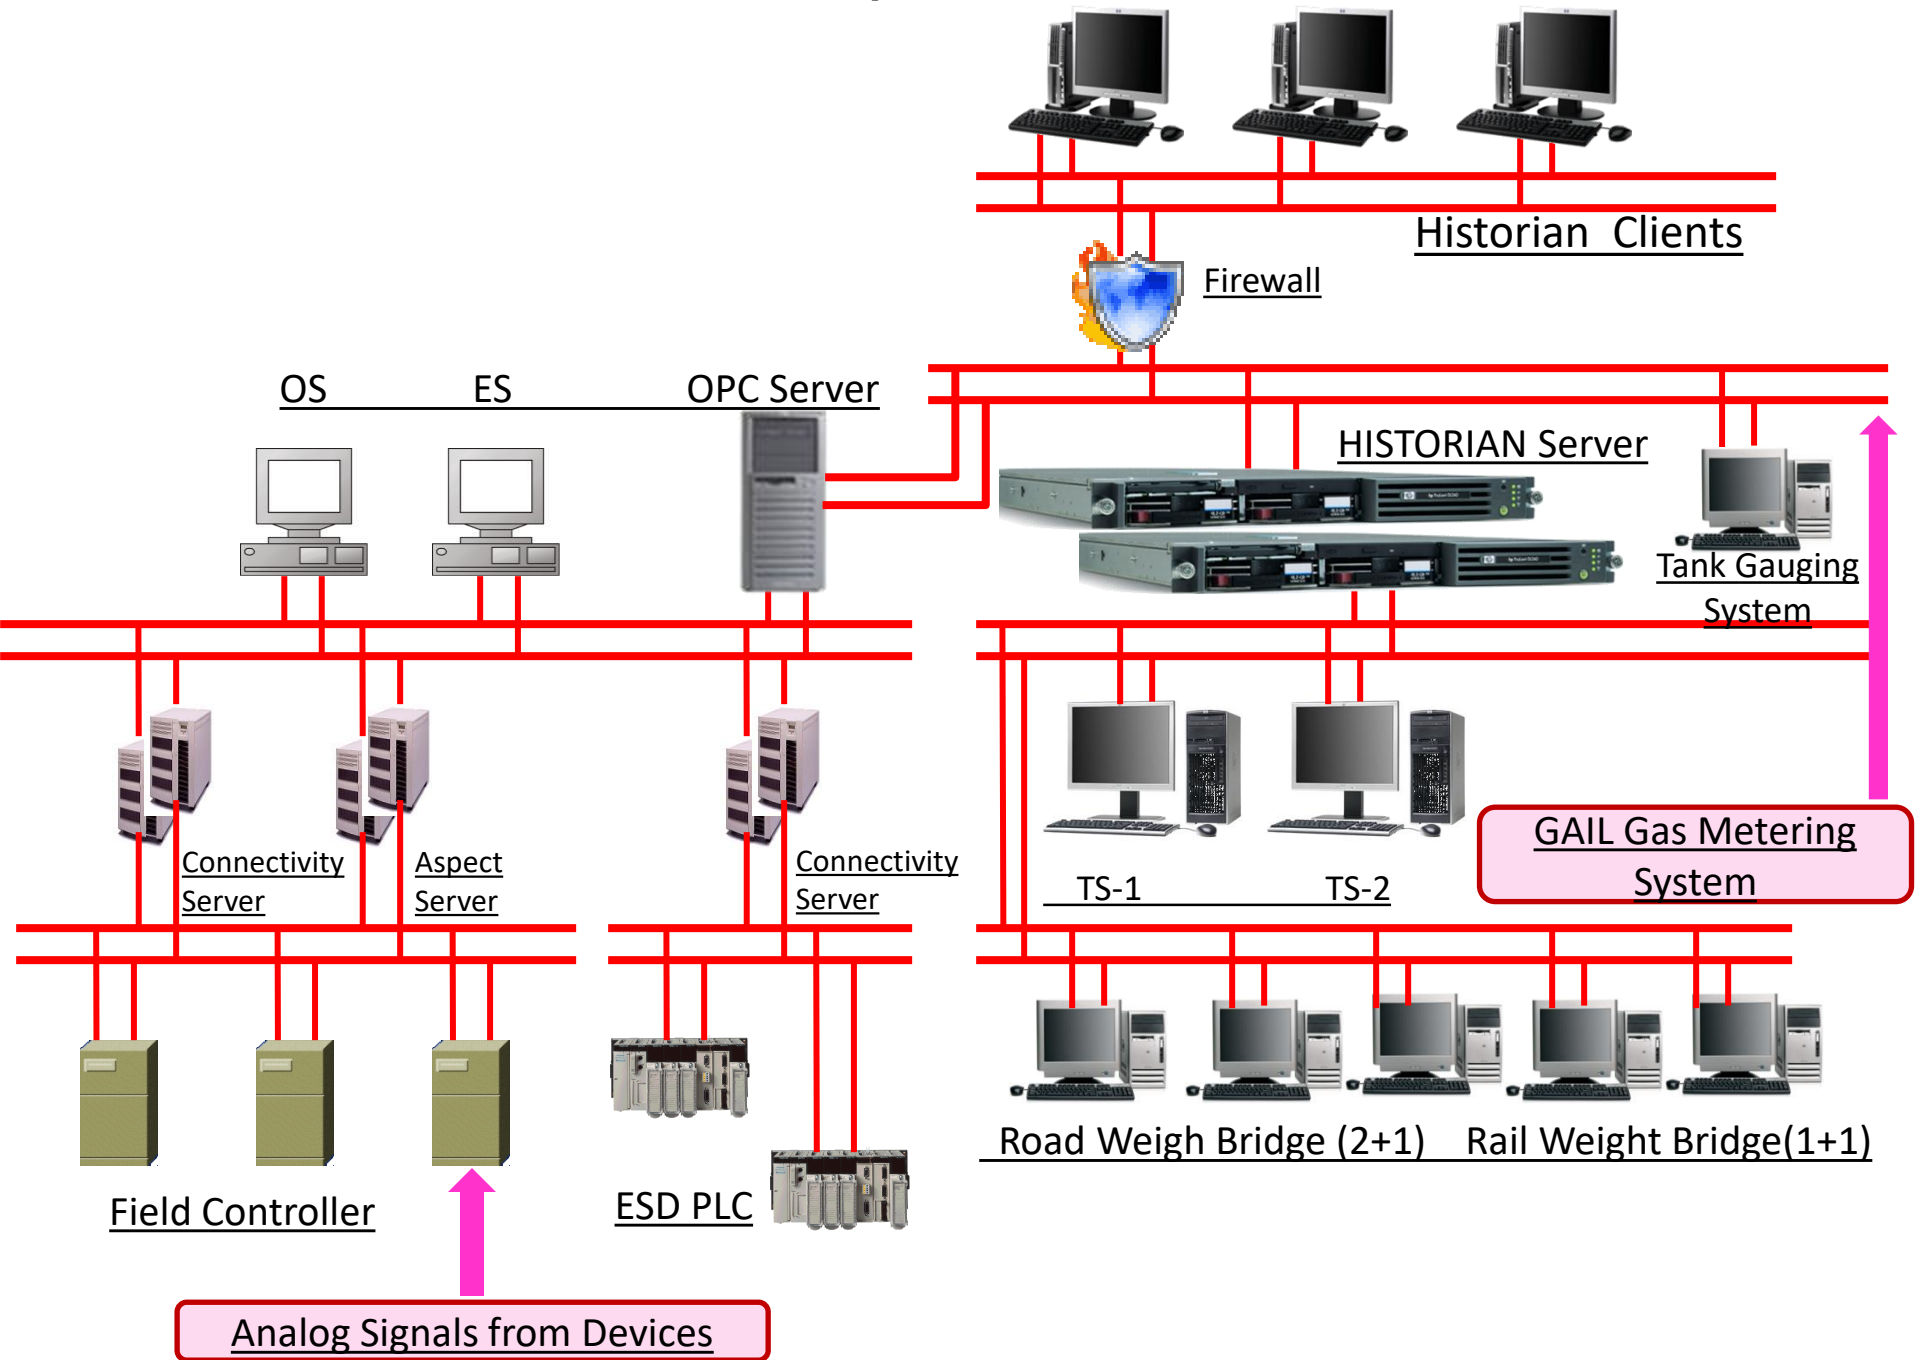 Historian  Clients
Firewall
OS
ES
OPC Server
HISTORIAN Server
Tank Gauging
System
Connectivity
Server
Aspect
Server
Connectivity
Server
TS-1
TS-2
GAIL Gas Metering
System
Field Controller
ESD PLC
Road Weigh Bridge (2+1)
Rail Weight Bridge(1+1)
Analog Signals from Devices